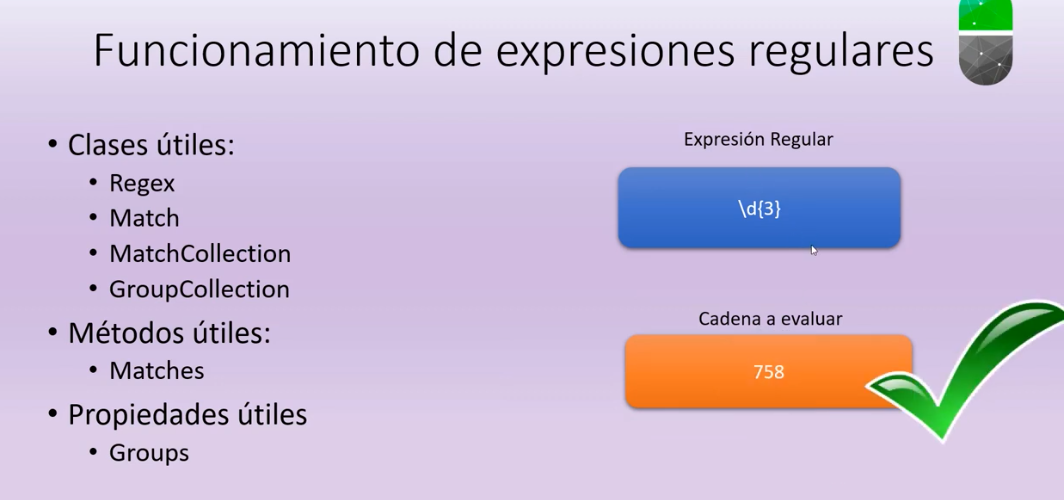 Funcionamiento de expresiones regulares
• Clases útiles:
• Regex
• Match
• MatchCollection
• GroupCollection
• Métodos útiles:
• Matches
• Propiedades útiles
• Groups
Expresión Regular
\d{3}
Cadena a evaluar
758